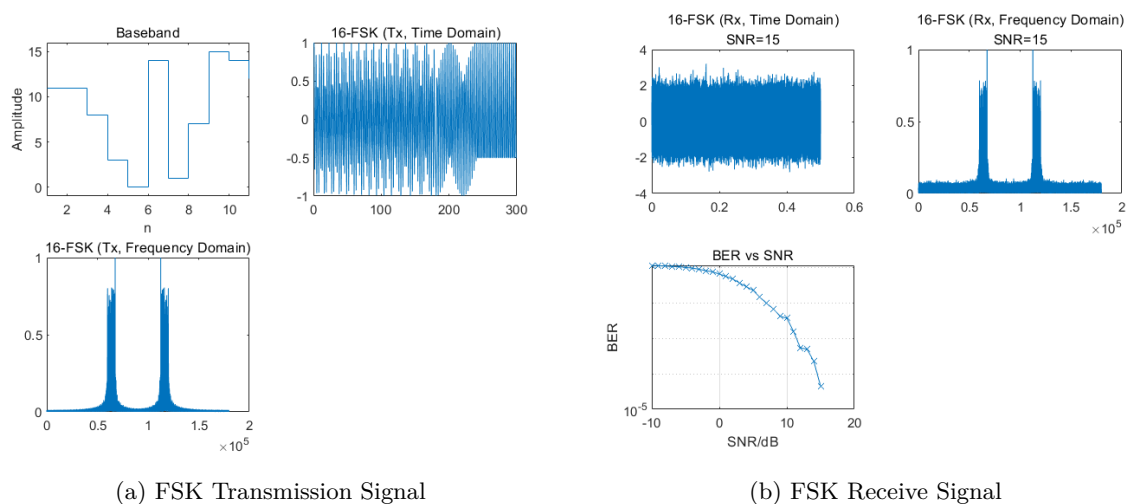 Baseband
15
10
5
0
Amplitude
2 4 6 8 10
n
16-FSK (Tx, Time Domain)
1
0.5
0
-0.5
-1
0 100 200 300
16-FSK (Tx, Frequency Domain)
1
0.5
0
0 0.5 1 1.5 2
×10^5
(a) FSK Transmission Signal
16-FSK (Rx, Time Domain)
SNR=15
4
2
0
-2
-4
0 0.2 0.4 0.6
16-FSK (Rx, Frequency Domain)
SNR=15
1
0.5
0
0 0.5 1 1.5 2
×10^5
BER vs SNR
BER
10^-5
-10 0 10 20
SNR/dB
(b) FSK Receive Signal